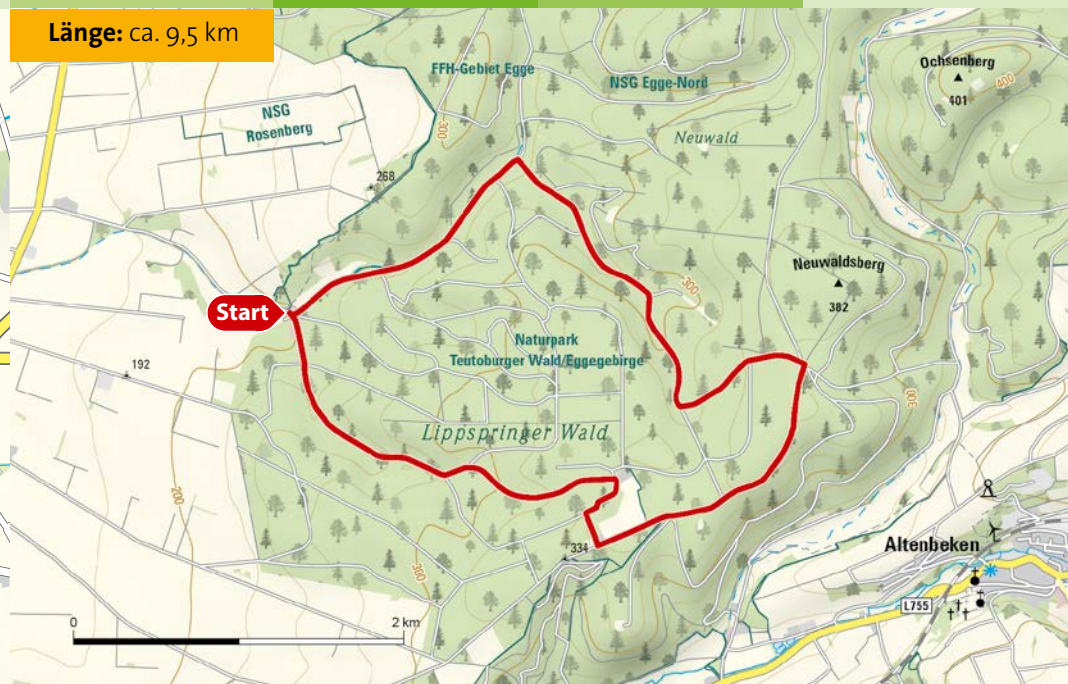 Länge: ca. 9,5 km
FFH-Gebiet Egge
NSG Egge-Nord
Ochsenberg
401
400
NSG
Rosenberg
300
Neuwald
268
Neuwaldsberg
382
300
Start
Naturpark
Teutoburger Wald/Eggegebirge
192
300
Lippspringer Wald
200
334
300
Altenbeken
L755
0
2 km